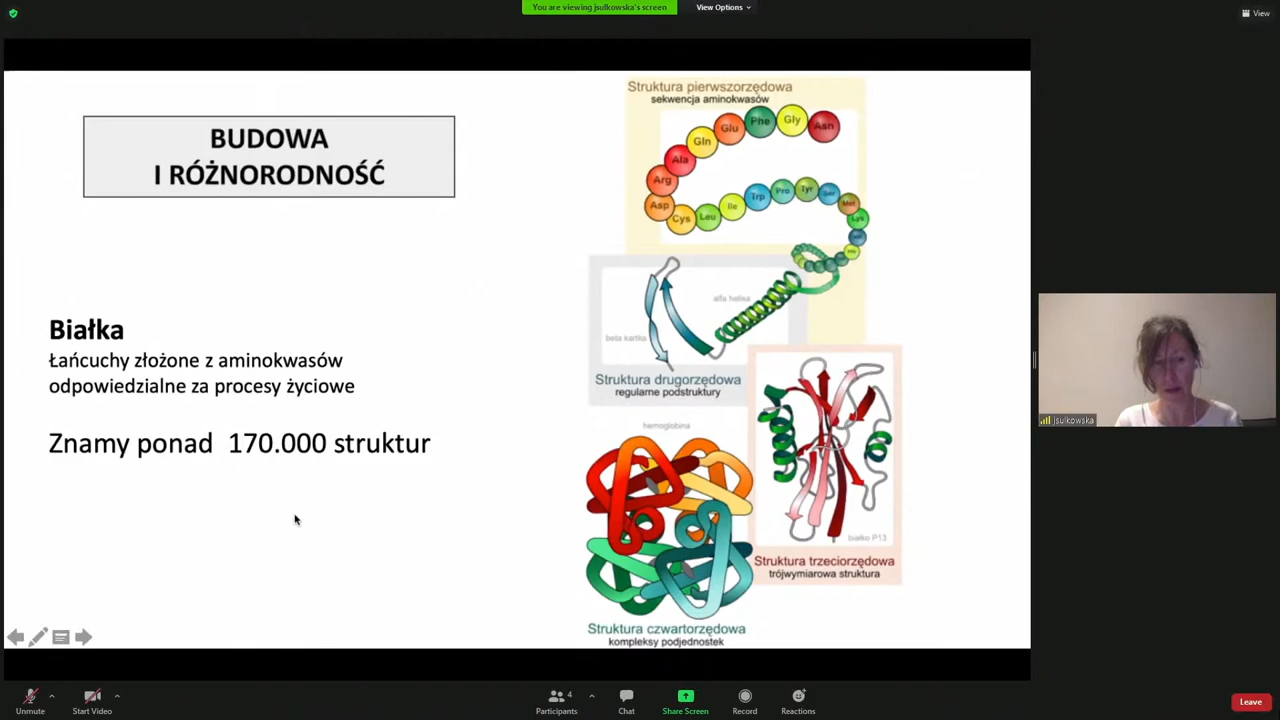 You are viewing jsulkowska's screen
View Options
View
BUDOWA
I RÓŻNORODNOŚĆ
Białka
Łańcuchy złożone z aminokwasów
odpowiedzialne za procesy życiowe
Znamy ponad 170.000 struktur
Struktura pierwszorzędowa
sekwencja aminokwasów
Asn
Gly
Phe
Glu
Gln
Ala
Arg
Asp
Cys
Leu
Ile
Trp
Pro
Tyr
Ser
Met
Lys
alfa helisa
beta kartka
Struktura drugorzędowa
regularne podstruktury
hemoglobina
białko P13
Struktura trzeciorzędowa
trójwymiarowa struktura
Struktura czwartorzędowa
kompleksy podjednostek
jsulkowska
Unmute
Start Video
4
Participants
Chat
Share Screen
Record
Reactions
Leave